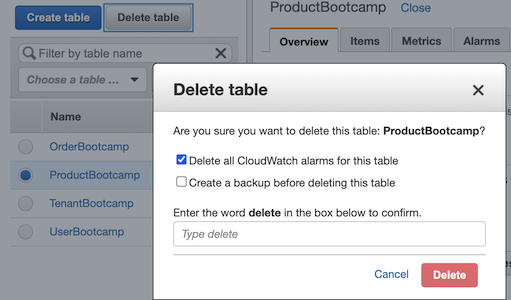 Create table
Delete table
ProductBootcamp Close
Filter by table name
Choose a table ...
Overview
Items
Metrics
Alarms
Name
OrderBootcamp
ProductBootcamp
TenantBootcamp
UserBootcamp
Delete table
Are you sure you want to delete this table: ProductBootcamp?
Delete all CloudWatch alarms for this table
Create a backup before deleting this table
Enter the word delete in the box below to confirm.
Type delete
Cancel
Delete